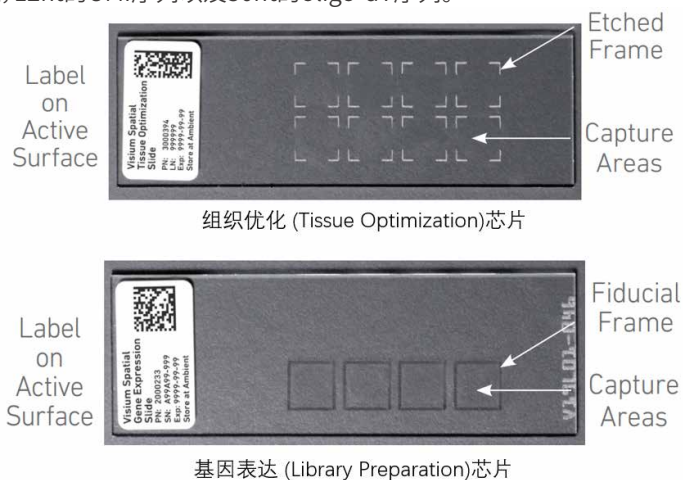 Etched
Frame
Label
on
Active
Surface
Visium Spatial
Tissue Optimization
Slide
PN: 3000394
LN: 999999
Exp: 9999-99-99
Store at Ambient
Capture
Areas
组织优化 (Tissue Optimization)芯片
Fiducial
Frame
Label
on
Active
Surface
Visium Spatial
Gene Expression
Slide
PN: 2000233
SN: A99A99-999
Exp: 9999-99-99
Store at Ambient
V19L01-046
Capture
Areas
基因表达 (Library Preparation)芯片